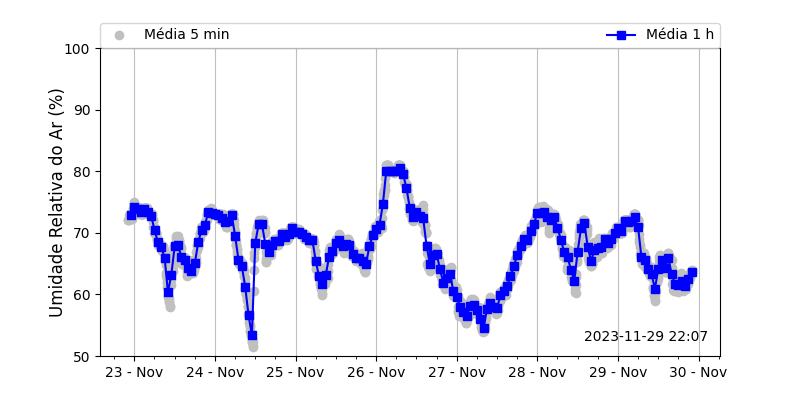 Média 5 min
Média 1 h
Umidade Relativa do Ar (%)
100
90
80
70
60
50
2023-11-29 22:07
23 - Nov
24 - Nov
25 - Nov
26 - Nov
27 - Nov
28 - Nov
29 - Nov
30 - Nov